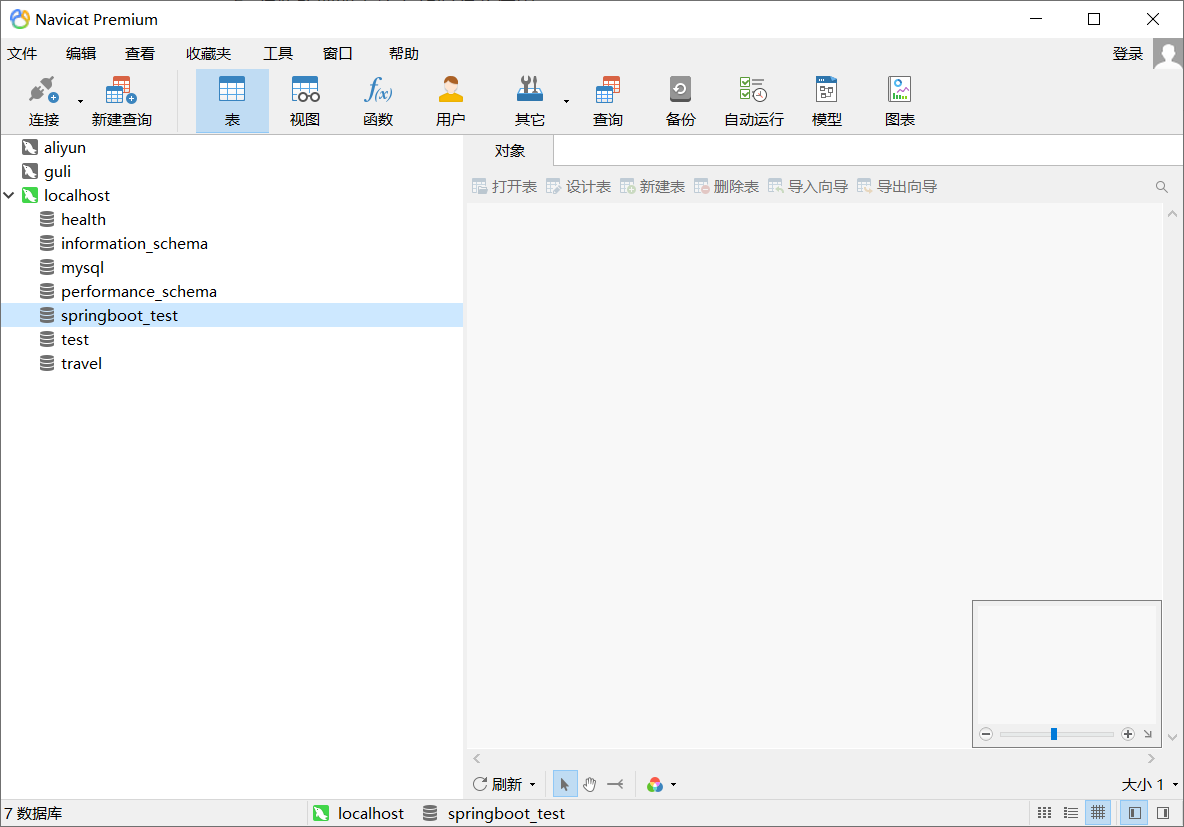 Navicat Premium
文件 编辑 查看 收藏夹 工具 窗口 帮助 登录
连接 新建查询 表 视图 f(x) 函数 用户 其它 查询 备份 自动运行 模型 图表
aliyun
guli
localhost
health
information_schema
mysql
performance_schema
springboot_test
test
travel
对象
打开表 设计表 新建表 删除表 导入向导 导出向导
刷新 大小 1
7 数据库 localhost springboot_test